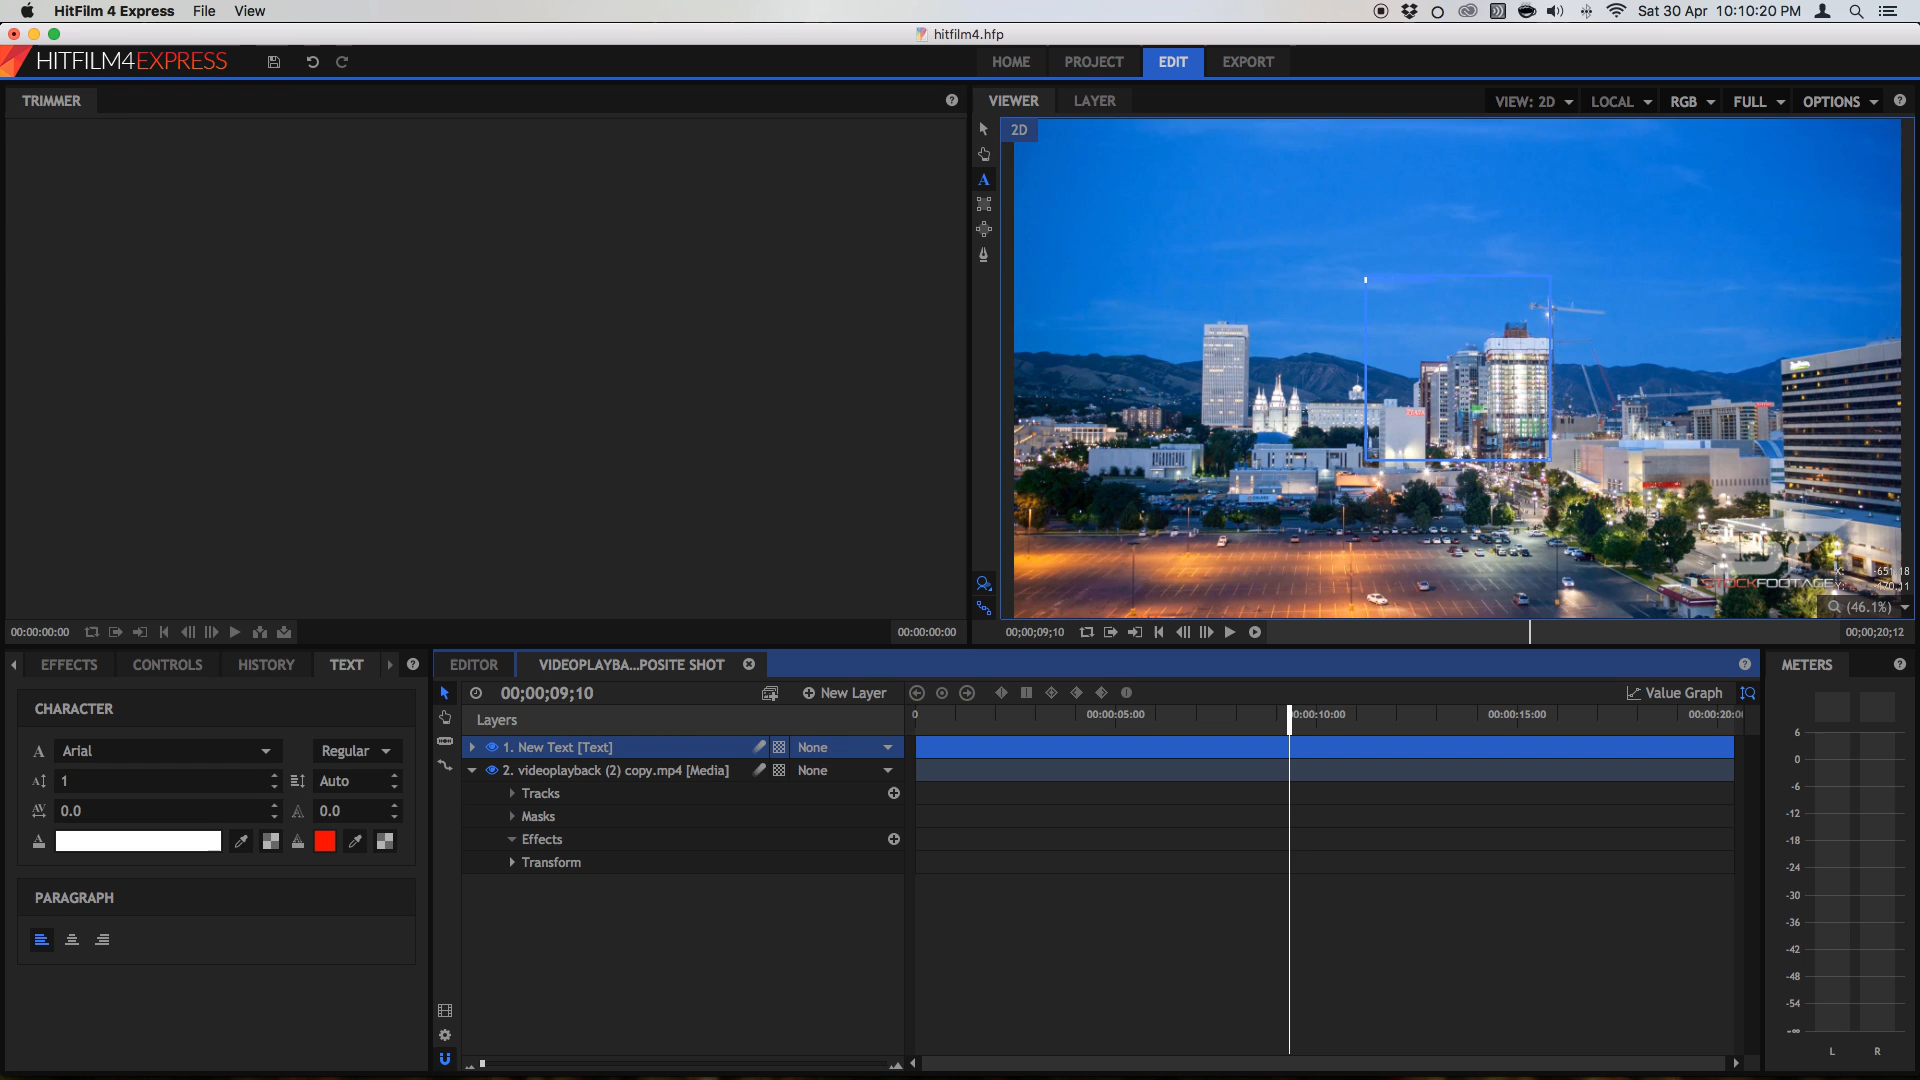 HitFilm 4 Express File View
Sat 30 Apr 10:10:20 PM
hitfilm4.hfp
HITFILM4EXPRESS
HOME PROJECT EDIT EXPORT
TRIMMER
VIEWER LAYER
VIEW: 2D LOCAL RGB FULL OPTIONS
2D
A
STOCKFOOTAGE
X: -651.18
Y: -470.11
(46.1%)
00:00:00:00
00:00:00:00
00;00;09;10
00;00;20;12
EFFECTS CONTROLS HISTORY TEXT
EDITOR VIDEOPLAYBA...POSITE SHOT
METERS
CHARACTER
A Arial Regular
1 Auto
0.0 0.0
PARAGRAPH
00;00;09;10
New Layer
Value Graph
Layers
0 00:00:05:00 00:00:10:00 00:00:15:00 00:00:20:00
1. New Text [Text] None
2. videoplayback (2) copy.mp4 [Media] None
Tracks
Masks
Effects
Transform
6
0
-6
-12
-18
-24
-30
-36
-42
-48
-54
-∞
L R